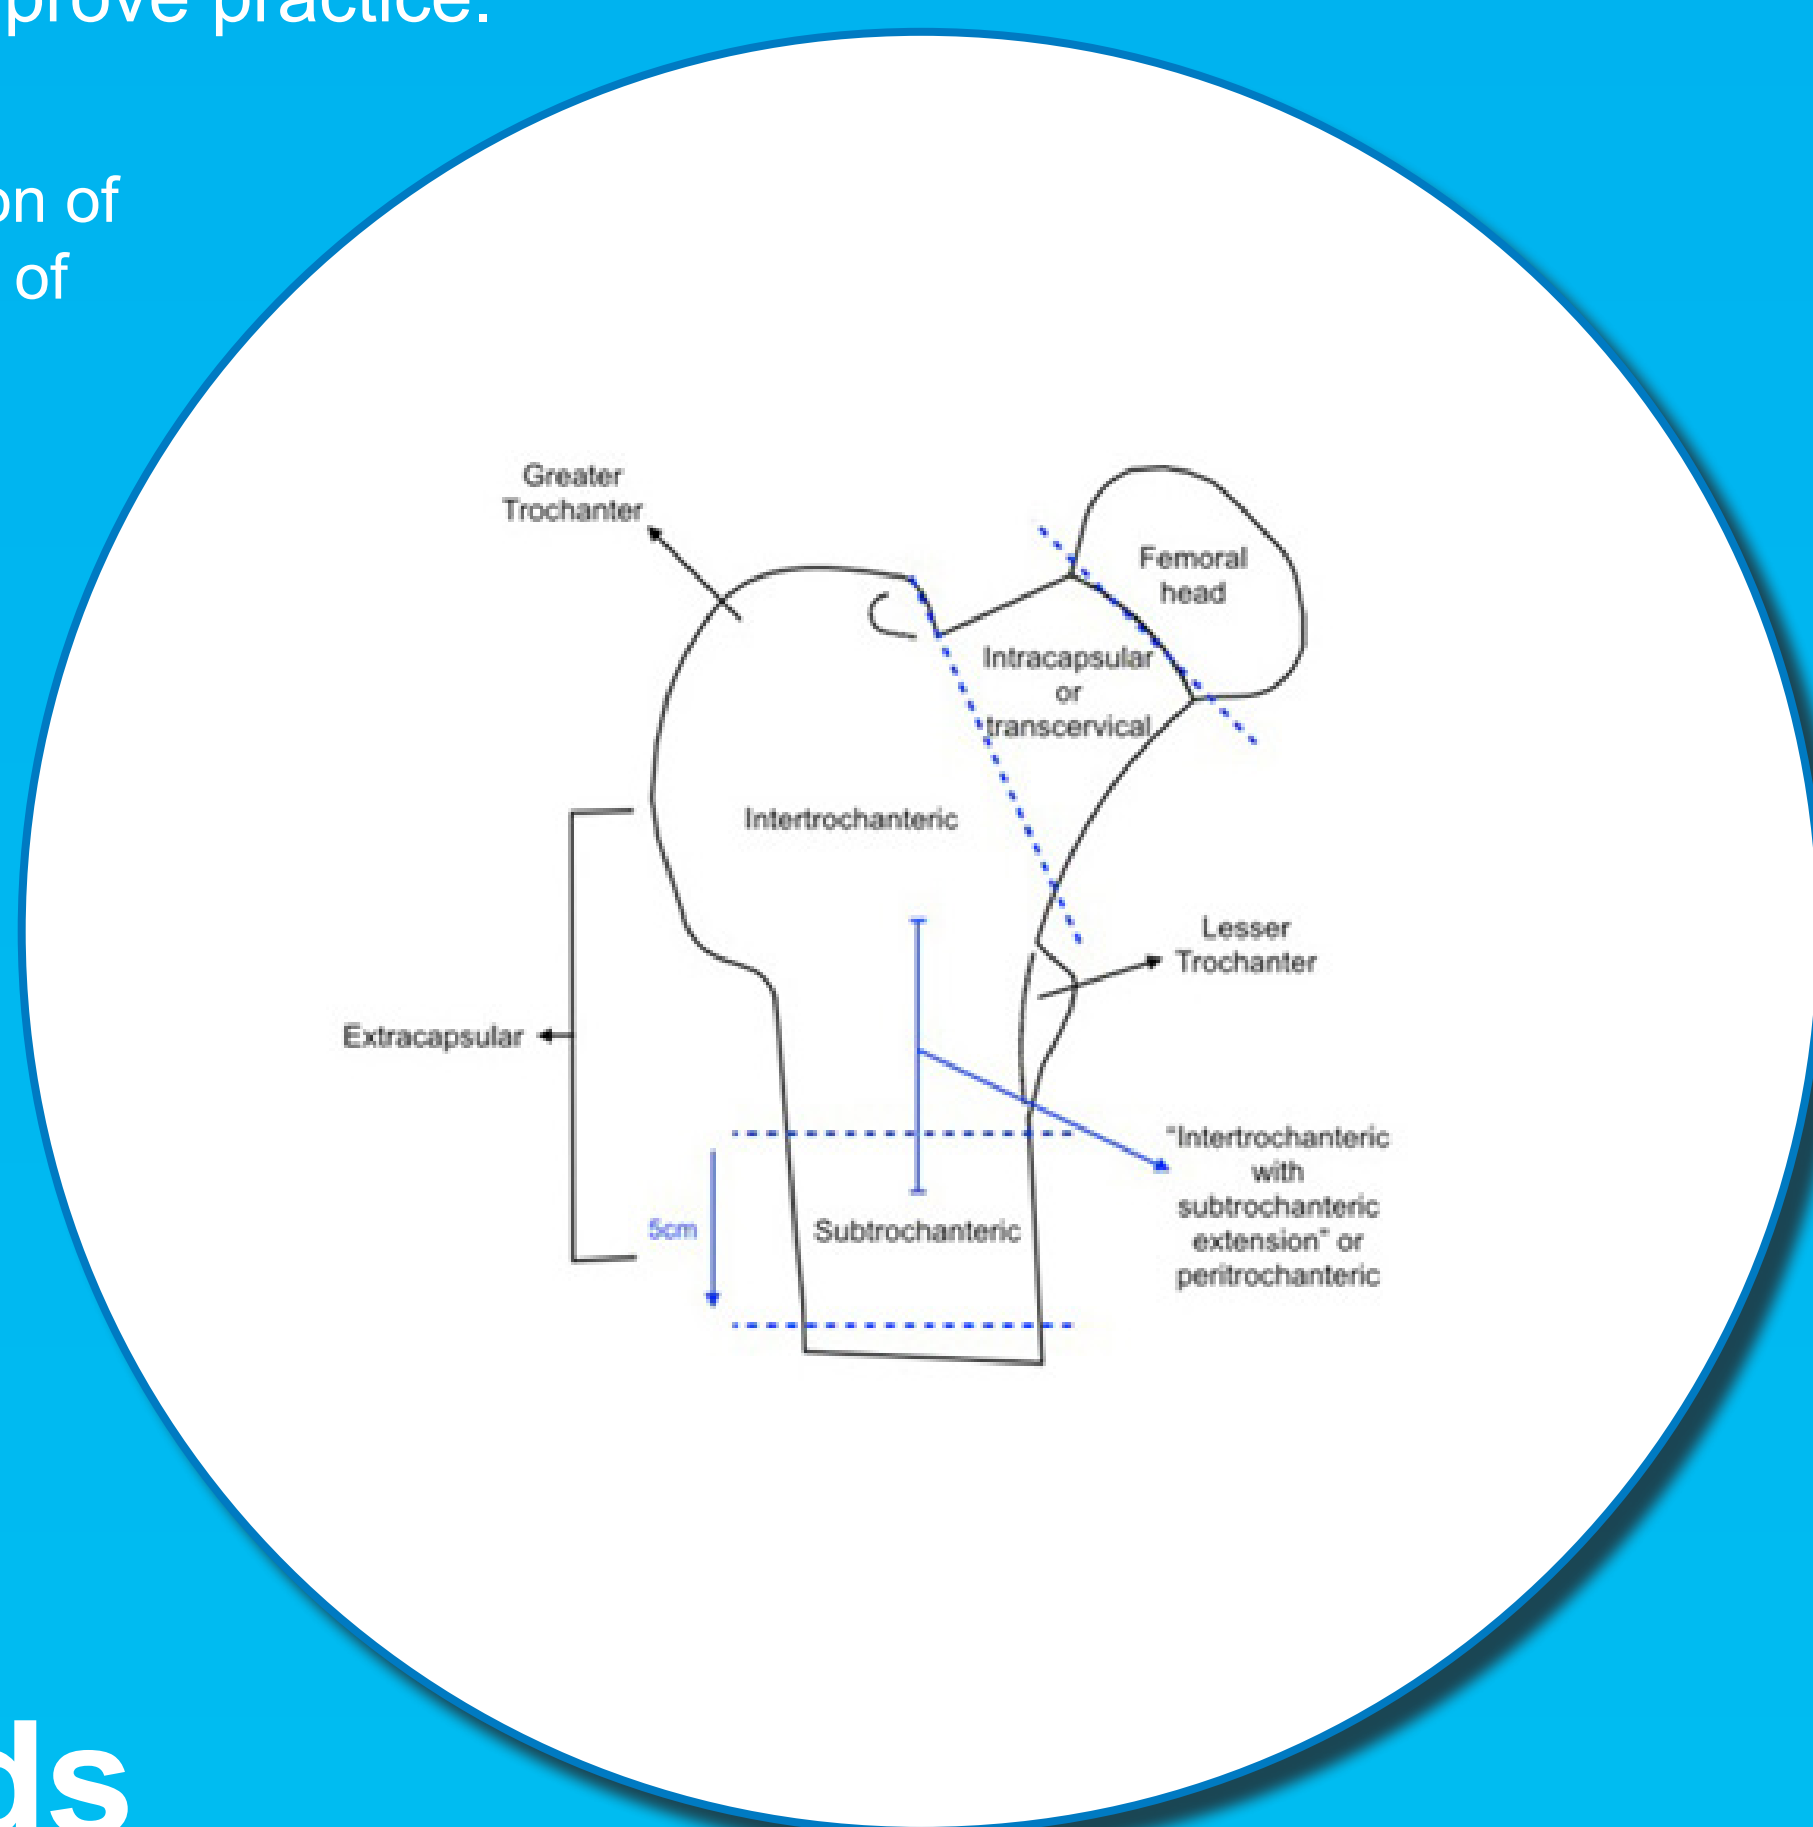 prove practice.
on of
of
Greater
Trochanter
Femoral
head
Intracapsular
or
transcervical
Intertrochanteric
Lesser
Trochanter
Extracapsular
"Intertrochanteric
with
subtrochanteric
extension" or
peritrochanteric
5cm
Subtrochanteric
ds